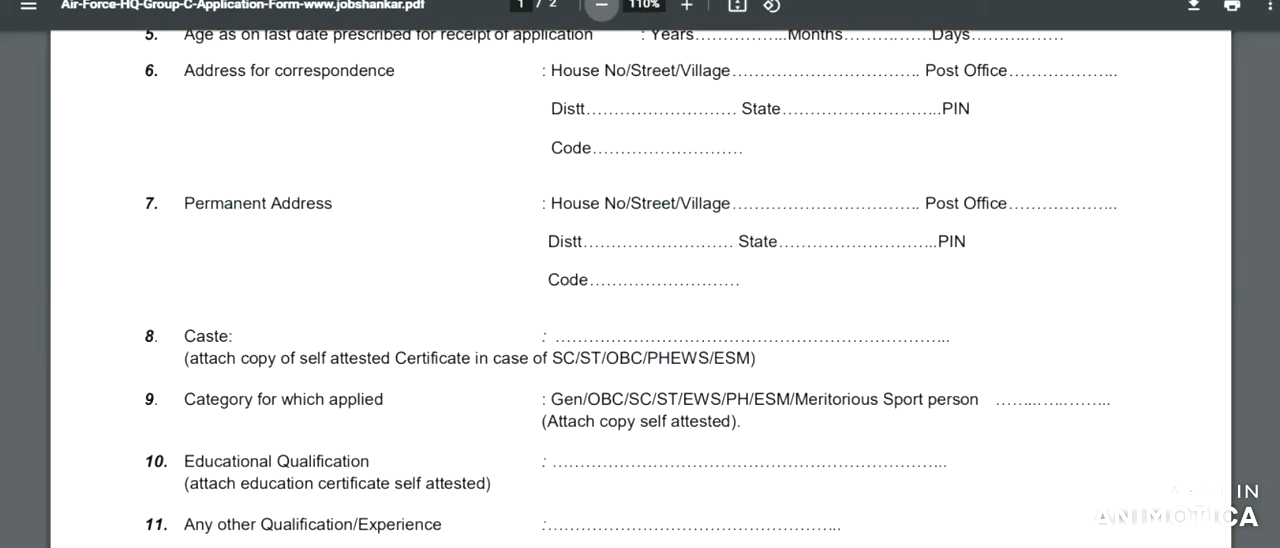 Air-Force-HQ-Group-C-Application-Form-www.jobshankar.pdf 1 / 2 110%
5. Age as on last date prescribed for receipt of application : Years……………..Months…………….Days…………….
6. Address for correspondence : House No/Street/Village……………………………. Post Office………………..
Distt……………………… State………………………..PIN
Code………………………
7. Permanent Address : House No/Street/Village……………………………. Post Office………………..
Distt……………………… State………………………..PIN
Code………………………
8. Caste: : ……………………………………………………………..
(attach copy of self attested Certificate in case of SC/ST/OBC/PHEWS/ESM)
9. Category for which applied : Gen/OBC/SC/ST/EWS/PH/ESM/Meritorious Sport person ………………..
(Attach copy self attested).
10. Educational Qualification : ……………………………………………………………..
(attach education certificate self attested)
11. Any other Qualification/Experience :……………………………………………..
IN
ANIMOTICA